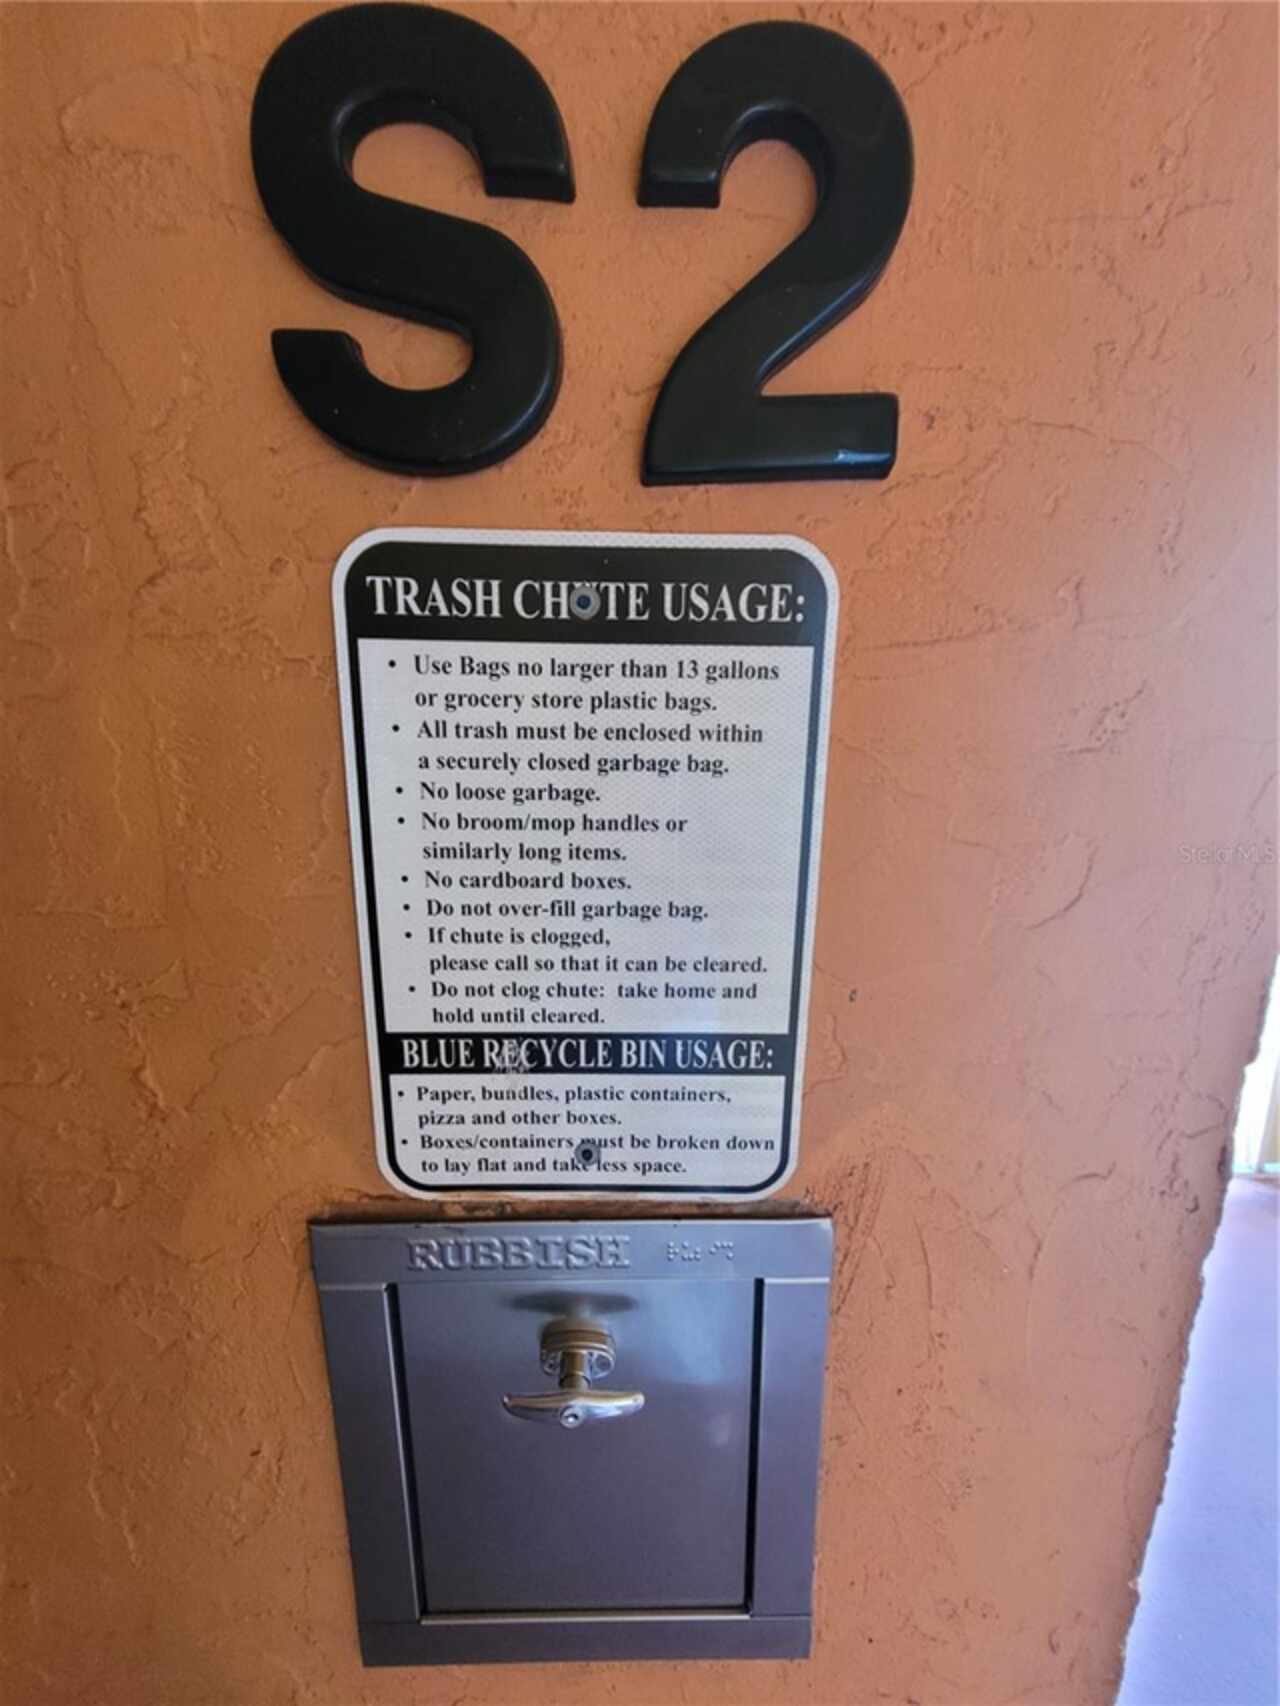 S2
TRASH CHUTE USAGE:
• Use Bags no larger than 13 gallons
or grocery store plastic bags.
• All trash must be enclosed within
a securely closed garbage bag.
• No loose garbage.
• No broom/mop handles or
similarly long items.
• No cardboard boxes.
• Do not over-fill garbage bag.
• If chute is clogged,
please call so that it can be cleared.
• Do not clog chute: take home and
hold until cleared.
BLUE RECYCLE BIN USAGE:
• Paper, bundles, plastic containers,
pizza and other boxes.
• Boxes/containers must be broken down
to lay flat and take less space.
RUBBISH
Stellar MLS